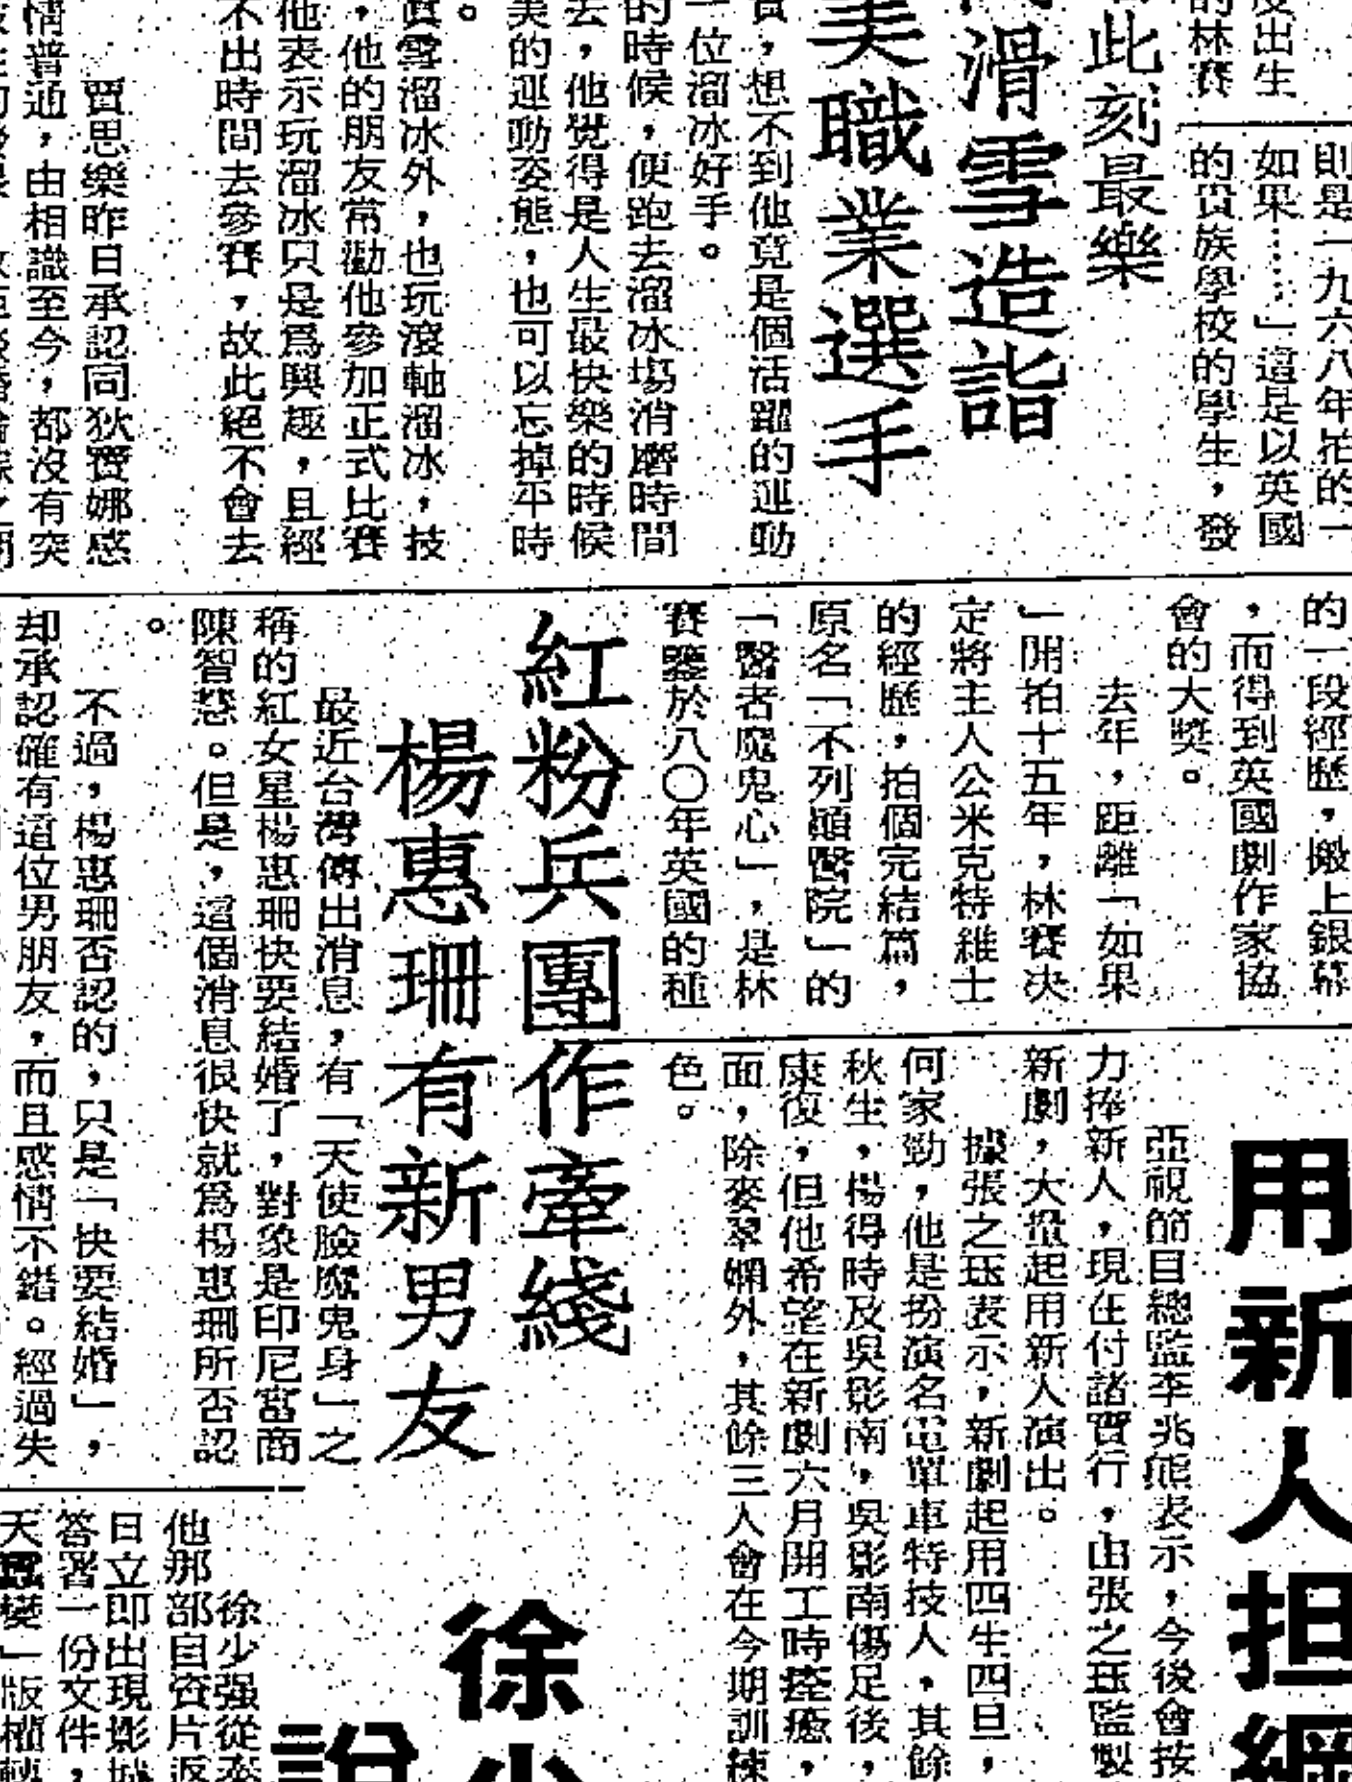 度出生
的林賽
則是一九六八年拍的一
如果……」這是以英國
的貴族學校的學生，發
的一段經歷，搬上銀幕
，而得到英國劇作家協
會的大獎。
去年，距離「如果
」開拍十五年，林賽决
定將主人公米克特維士
的經歷，拍個完結篇，
原名「不列顛醫院」的
「醫者魔鬼心」，是林
賽鑒於八〇年英國的種
色。
此刻最樂
滑雪造詣
美職業選手
，想不到他竟是個活躍的運動
一位溜冰好手。
的時候，便跑去溜冰場消磨時間
去，他覺得是人生最快樂的時候
美的運動姿態，也可以忘掉平時
。
真雪溜冰外，也玩滾軸溜冰，技
，他的朋友常勸他參加正式比賽
他表示玩溜冰只是爲興趣，且經
不出時間去參賽，故此絕不會去
賈思樂昨日承認同狄寶娜感
情普通，由相識至今，都沒有突
用新人担綱
亞視節目總監李兆熊表示，今後會按
力捧新人，現在付諸實行，由張之珏監製
新劇，大量起用新人演出。
據張之珏表示，新劇起用四生四旦，
何家勁，他是扮演名電單車特技人，其餘
秋生，楊得時及吳影南，吳影南傷足後，
康復，但他希望在新劇六月開工時痊癒，
面，除麥翠嫻外，其餘三人會在今期訓練
紅粉兵團作牽綫
楊惠珊有新男友
最近台灣傳出消息，有「天使臉魔鬼身」之
稱的紅女星楊惠珊快要結婚了，對象是印尼富商
陳智慧。但是，這個消息很快就爲楊惠珊所否認
。
不過，楊惠珊否認的，只是「快要結婚」，
却承認確有這位男朋友，而且感情不錯。經過失
徐少
說
徐少强從泰
他那部自資片返
日立即出現影城
答署一份文件，
天蠶變」版權轉